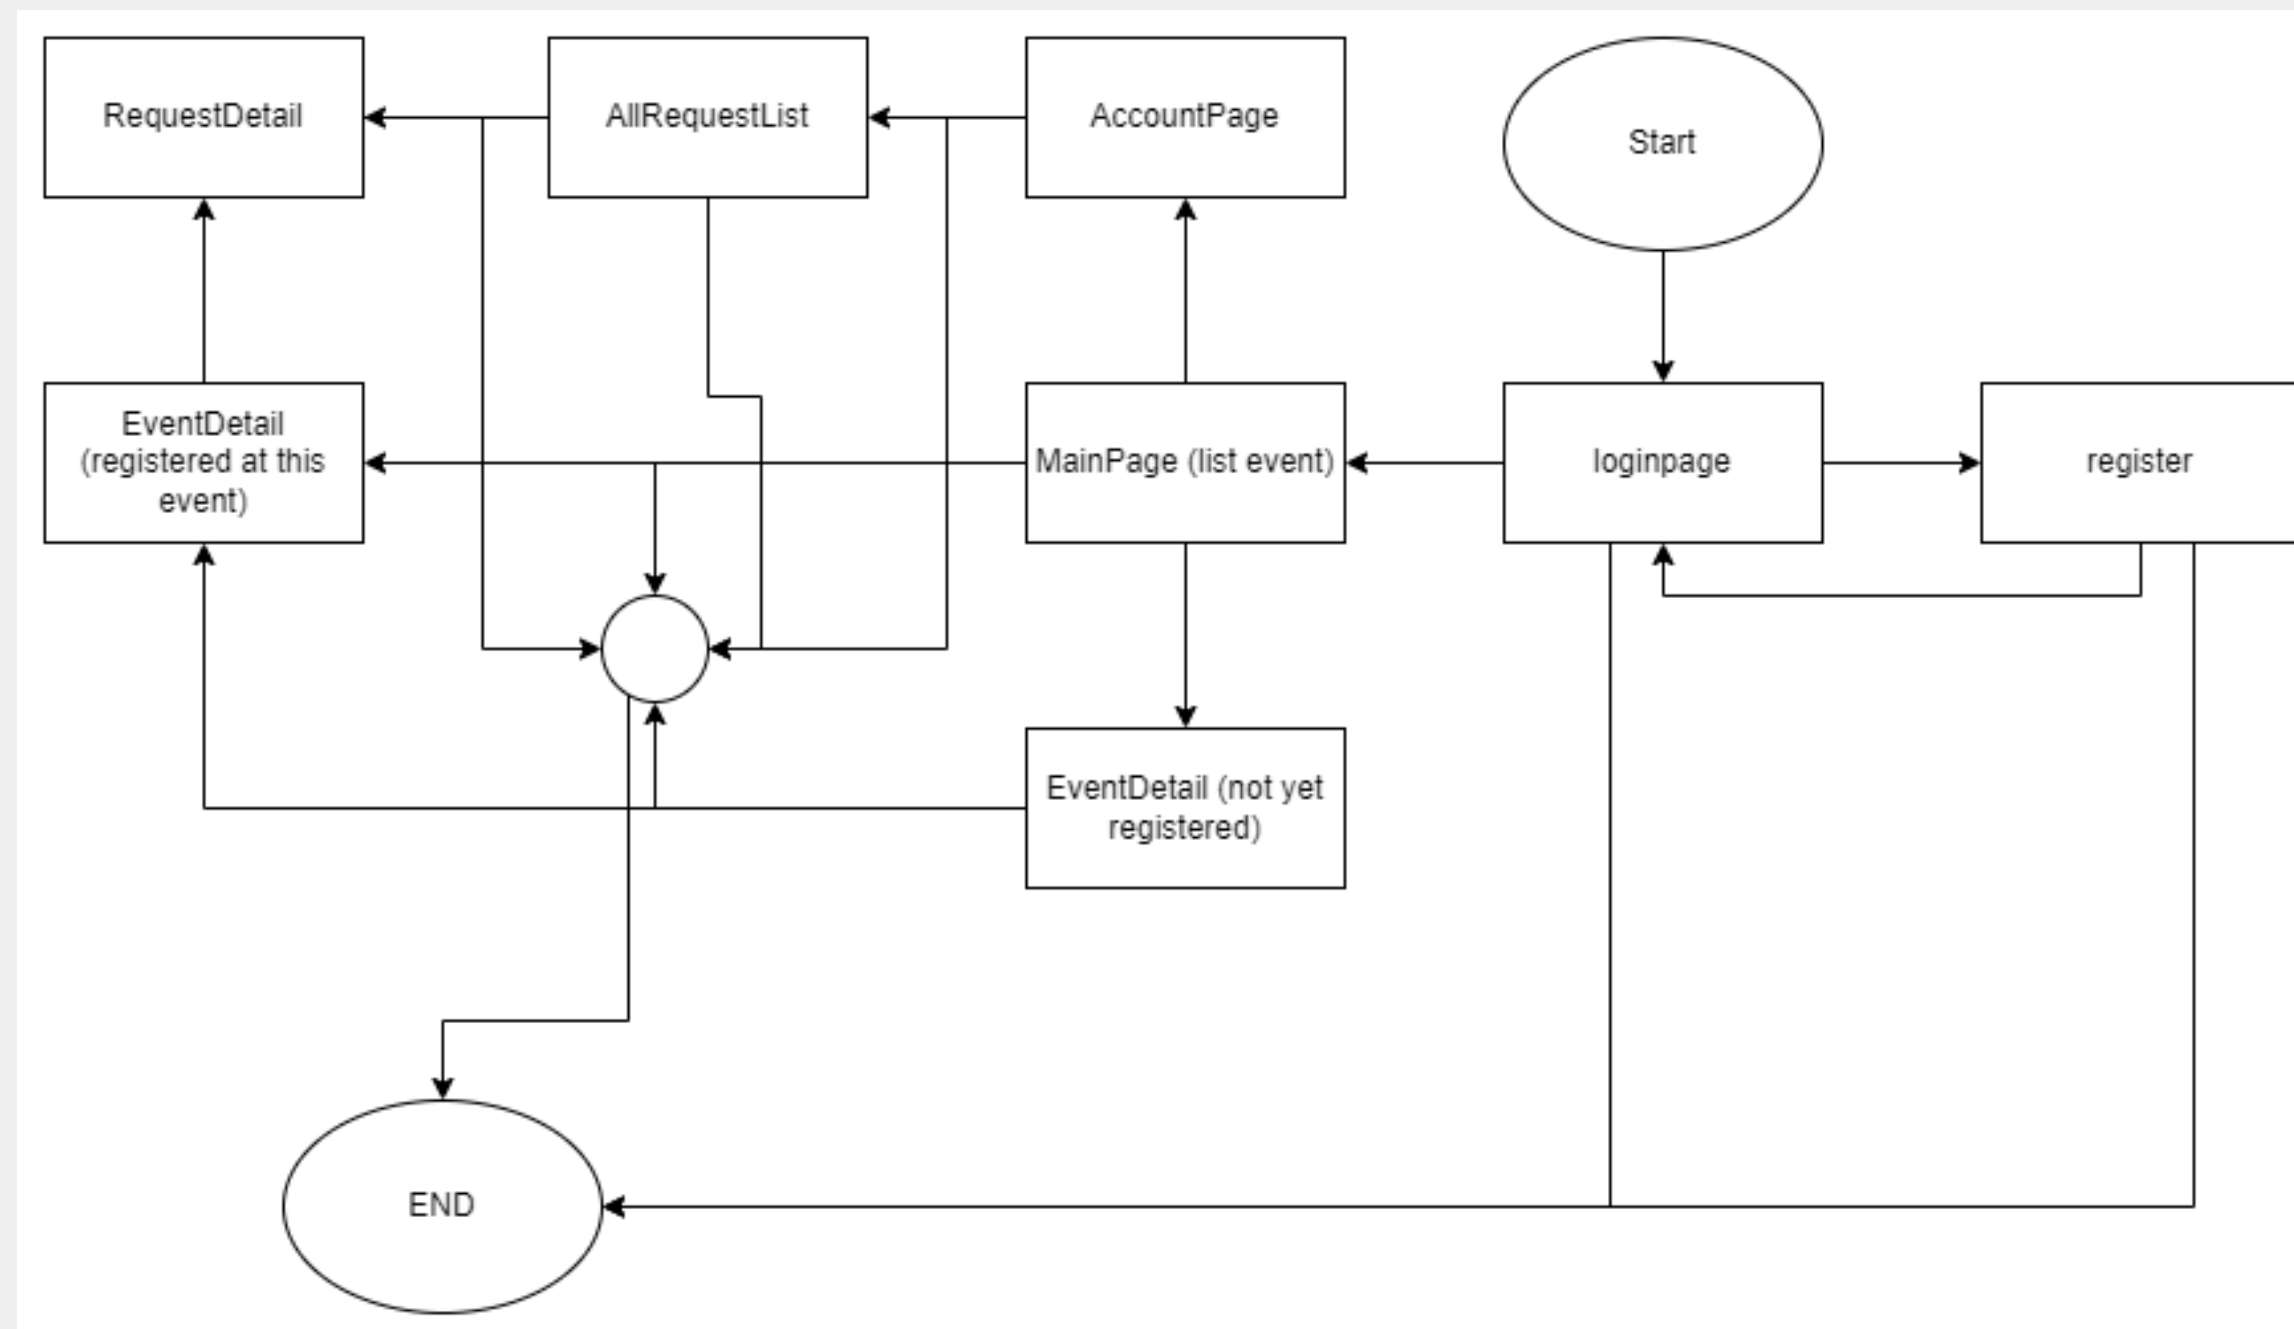 RequestDetail
AllRequestList
AccountPage
Start
EventDetail
(registered at this
event)
MainPage (list event)
loginpage
register
EventDetail (not yet
registered)
END